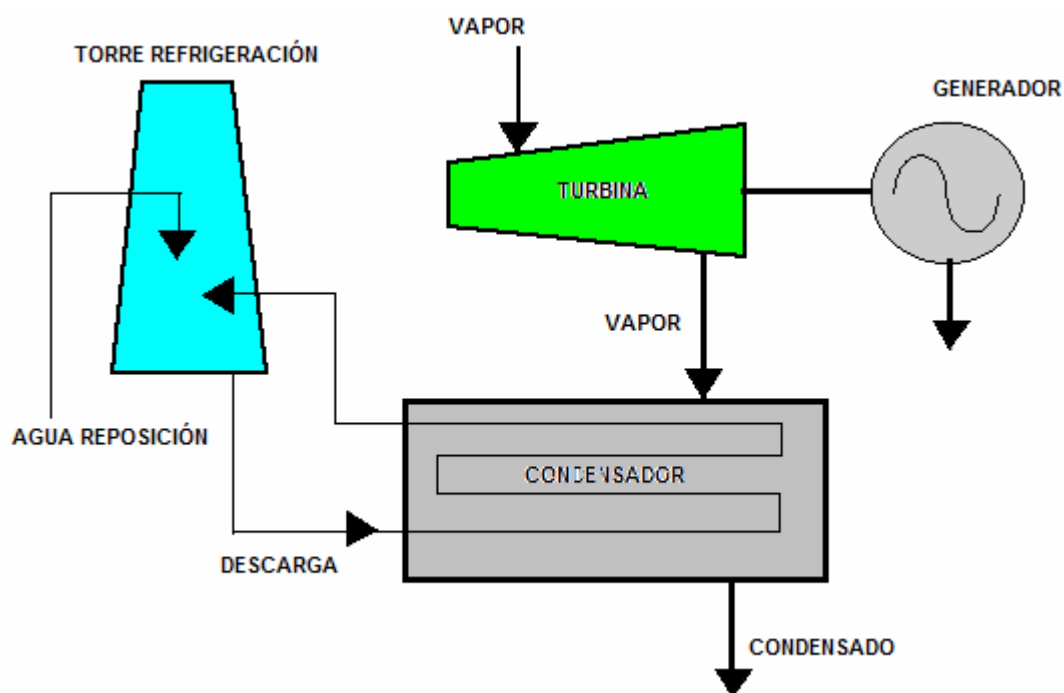 VAPOR
TORRE REFRIGERACIÓN
GENERADOR
TURBINA
VAPOR
AGUA REPOSICIÓN
CONDENSADOR
DESCARGA
CONDENSADO